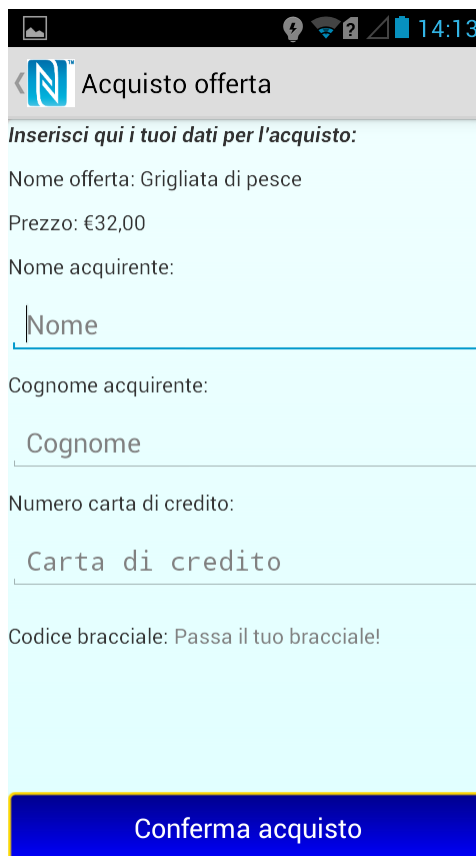 14:13
Acquisto offerta
Inserisci qui i tuoi dati per l'acquisto:
Nome offerta: Grigliata di pesce
Prezzo: €32,00
Nome acquirente:
Nome
Cognome acquirente:
Cognome
Numero carta di credito:
Carta di credito
Codice bracciale: Passa il tuo bracciale!
Conferma acquisto